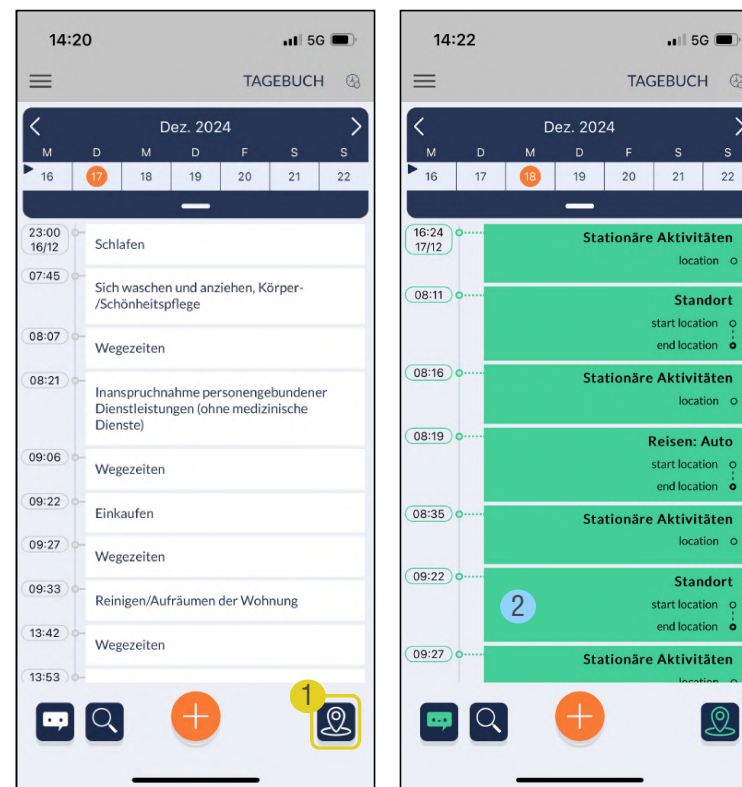 14:20
5G
TAGEBUCH
Dez. 2024
M D M D F S S
16 17 18 19 20 21 22
23:00
16/12
Schlafen
07:45
Sich waschen und anziehen, Körper-
/Schönheitspflege
08:07
Wegezeiten
08:21
Inanspruchnahme personengebundener
Dienstleistungen (ohne medizinische
Dienste)
09:06
Wegezeiten
09:22
Einkaufen
09:27
Wegezeiten
09:33
Reinigen/Aufräumen der Wohnung
13:42
Wegezeiten
13:53
1
14:22
5G
TAGEBUCH
Dez. 2024
M D M D F S S
16 17 18 19 20 21 22
16:24
17/12
Stationäre Aktivitäten
location
08:11
Standort
start location
end location
08:16
Stationäre Aktivitäten
location
08:19
Reisen: Auto
start location
end location
08:35
Stationäre Aktivitäten
location
09:22
Standort
2
start location
end location
09:27
Stationäre Aktivitäten
location